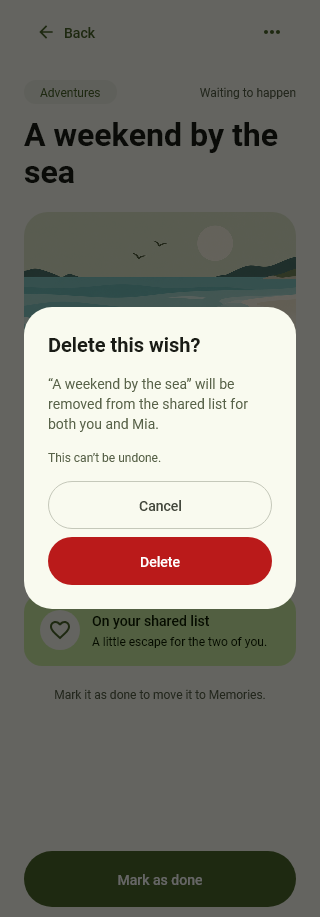 Back
Adventures
Waiting to happen
A weekend by the
sea
Delete this wish?
“A weekend by the sea” will be
removed from the shared list for
both you and Mia.
This can’t be undone.
Cancel
Delete
On your shared list
A little escape for the two of you.
Mark it as done to move it to Memories.
Mark as done